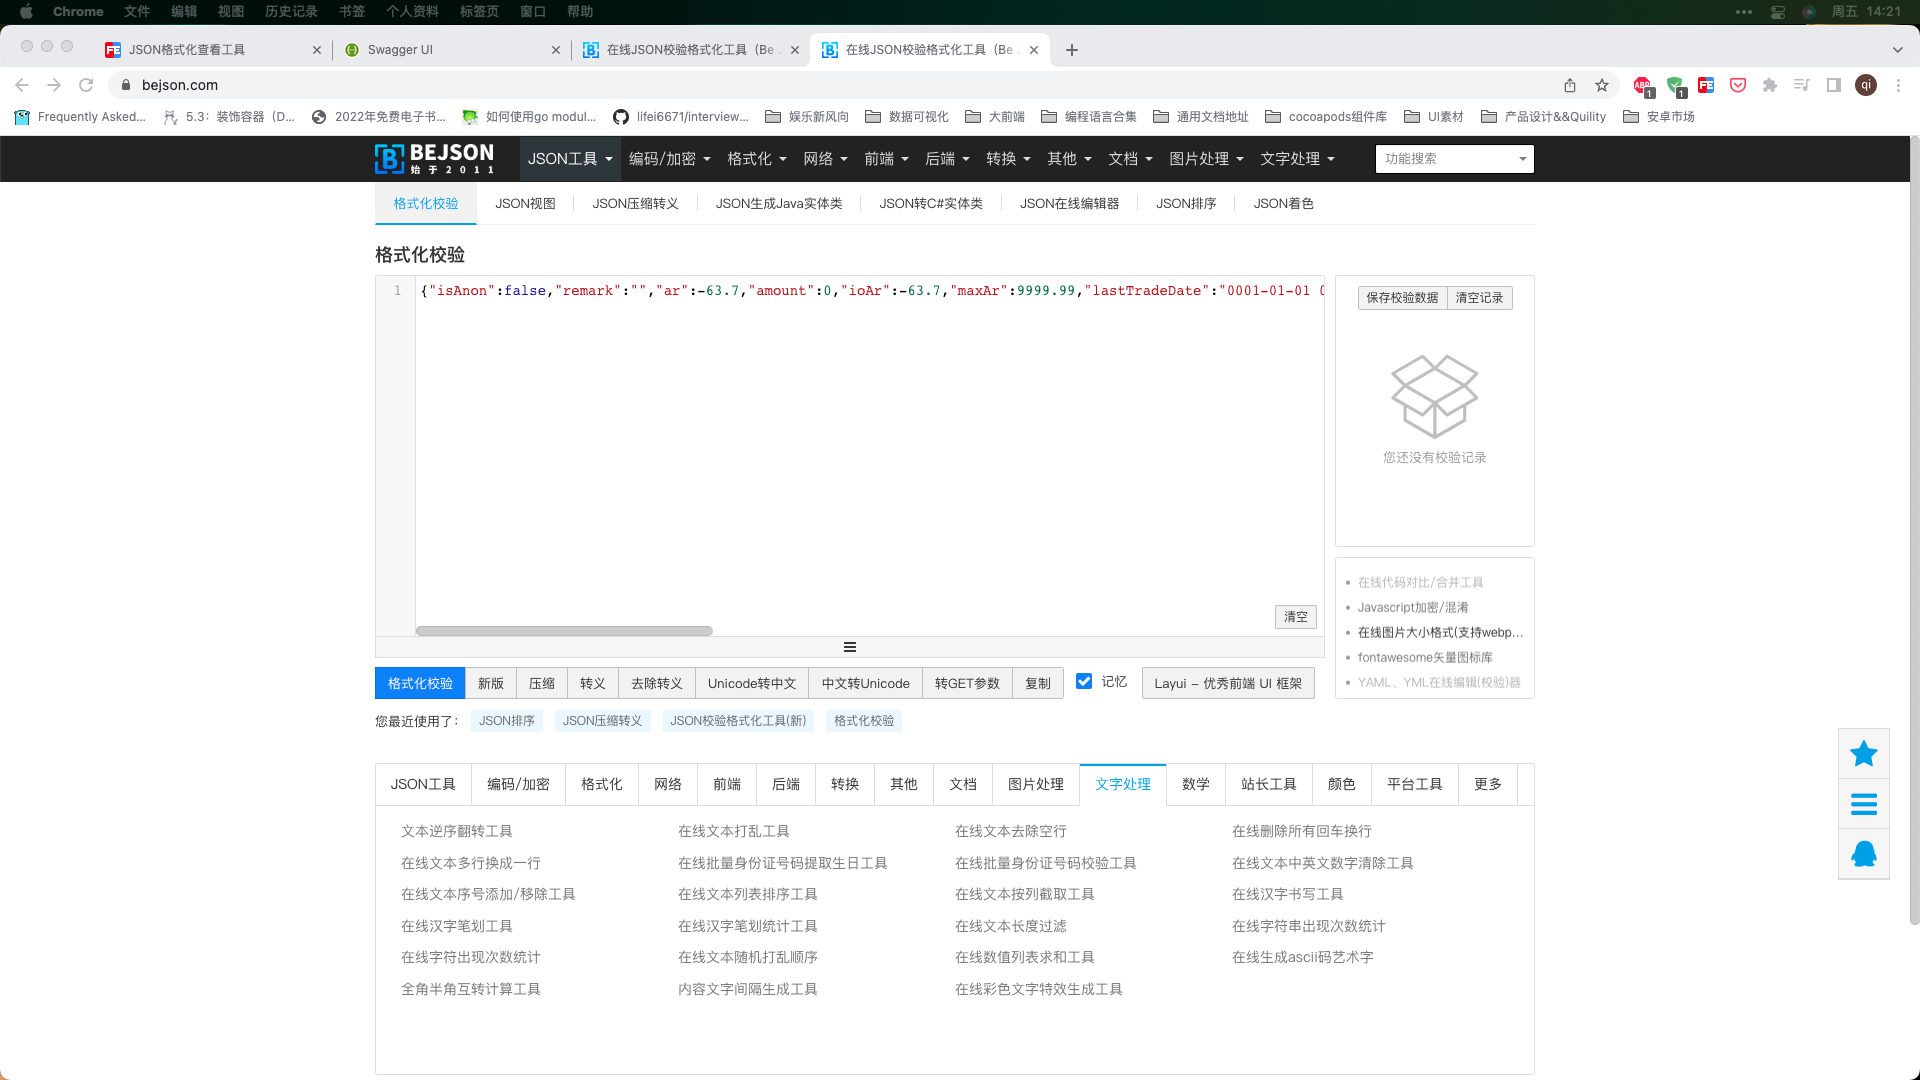 Chrome 文件 编辑 视图 历史记录 书签 个人资料 标签页 窗口 帮助 周五 14:21
JSON格式化查看工具 Swagger UI 在线JSON校验格式化工具（Be 在线JSON校验格式化工具（Be
bejson.com ABP 1 1 FE qi
Frequently Asked... 5.3：装饰容器（D... 2022年免费电子书... 如何使用go modul... lifei6671/interview... 娱乐新风向 数据可视化 大前端 编程语言合集 通用文档地址 cocoapods组件库 UI素材 产品设计&&Quility 安卓市场
BEJSON
始于2011
JSON工具 编码/加密 格式化 网络 前端 后端 转换 其他 文档 图片处理 文字处理 功能搜索
格式化校验 JSON视图 JSON压缩转义 JSON生成Java实体类 JSON转C#实体类 JSON在线编辑器 JSON排序 JSON着色
格式化校验
1 {"isAnon":false,"remark":"","ar":-63.7,"amount":0,"ioAr":-63.7,"maxAr":9999.99,"lastTradeDate":"0001-01-01 0
保存校验数据 清空记录
您还没有校验记录
清空
在线代码对比/合并工具
Javascript加密/混淆
在线图片大小格式(支持webp...
fontawesome矢量图标库
YAML、YML在线编辑(校验)器
格式化校验 新版 压缩 转义 去除转义 Unicode转中文 中文转Unicode 转GET参数 复制 记忆 Layui - 优秀前端 UI 框架
您最近使用了： JSON排序 JSON压缩转义 JSON校验格式化工具(新) 格式化校验
JSON工具 编码/加密 格式化 网络 前端 后端 转换 其他 文档 图片处理 文字处理 数学 站长工具 颜色 平台工具 更多
文本逆序翻转工具 在线文本打乱工具 在线文本去除空行 在线删除所有回车换行
在线文本多行换成一行 在线批量身份证号码提取生日工具 在线批量身份证号码校验工具 在线文本中英文数字清除工具
在线文本序号添加/移除工具 在线文本列表排序工具 在线文本按列截取工具 在线汉字书写工具
在线汉字笔划工具 在线汉字笔划统计工具 在线文本长度过滤 在线字符串出现次数统计
在线字符出现次数统计 在线文本随机打乱顺序 在线数值列表求和工具 在线生成ascii码艺术字
全角半角互转计算工具 内容文字间隔生成工具 在线彩色文字特效生成工具